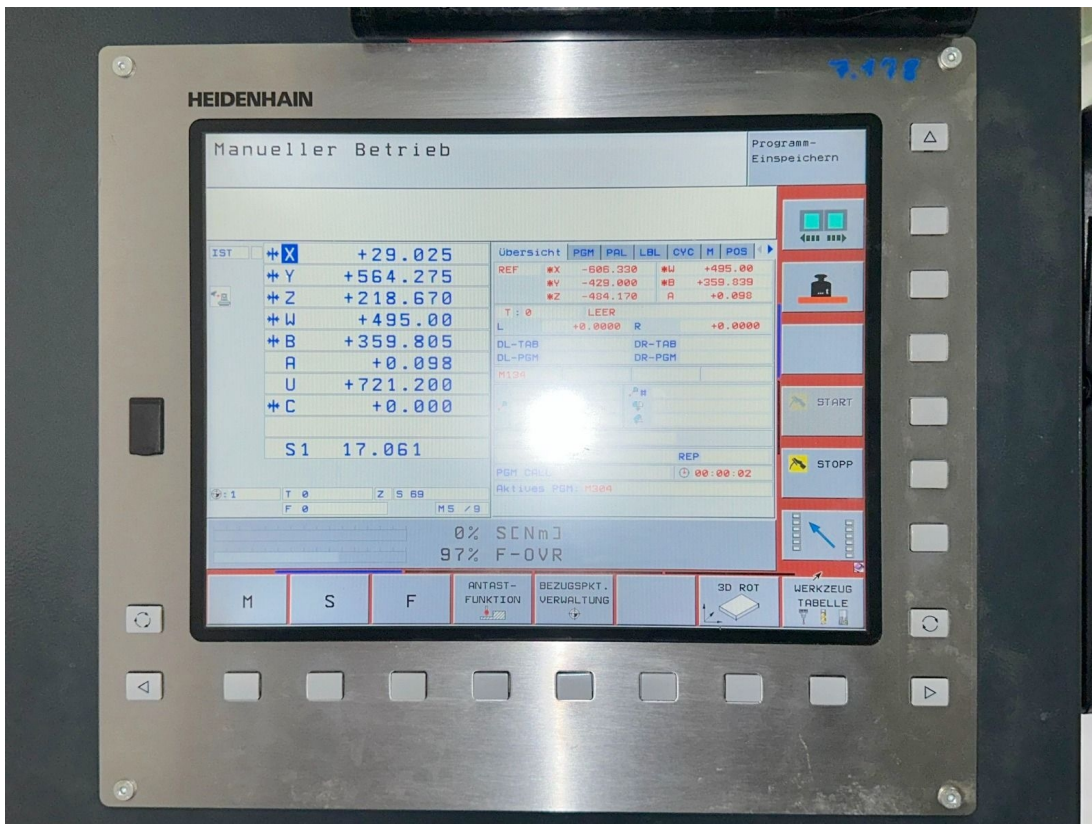 7.198
HEIDENHAIN
Manueller Betrieb
Programm-
Einspeichern
IST X +29.025
Y +564.275
Z +218.670
W +495.00
B +359.805
A +0.098
U +721.200
C +0.000
S1 17.061
:1 T 0 Z S 69
F 0 M5 /9
Übersicht PGM PAL LBL CYC M POS
REF *X -606.330 *W +495.00
*Y -429.000 *B +359.839
*Z -484.170 A +0.098
T : 0 LEER
L +0.0000 R +0.0000
DL-TAB DR-TAB
DL-PGM DR-PGM
M134
REP
PGM CALL 00:00:02
Aktives PGM: M304
0% S[Nm]
97% F-OVR
START
STOPP
M
S
F
ANTAST-
FUNKTION
BEZUGSPKT.
VERWALTUNG
3D ROT
WERKZEUG
TABELLE